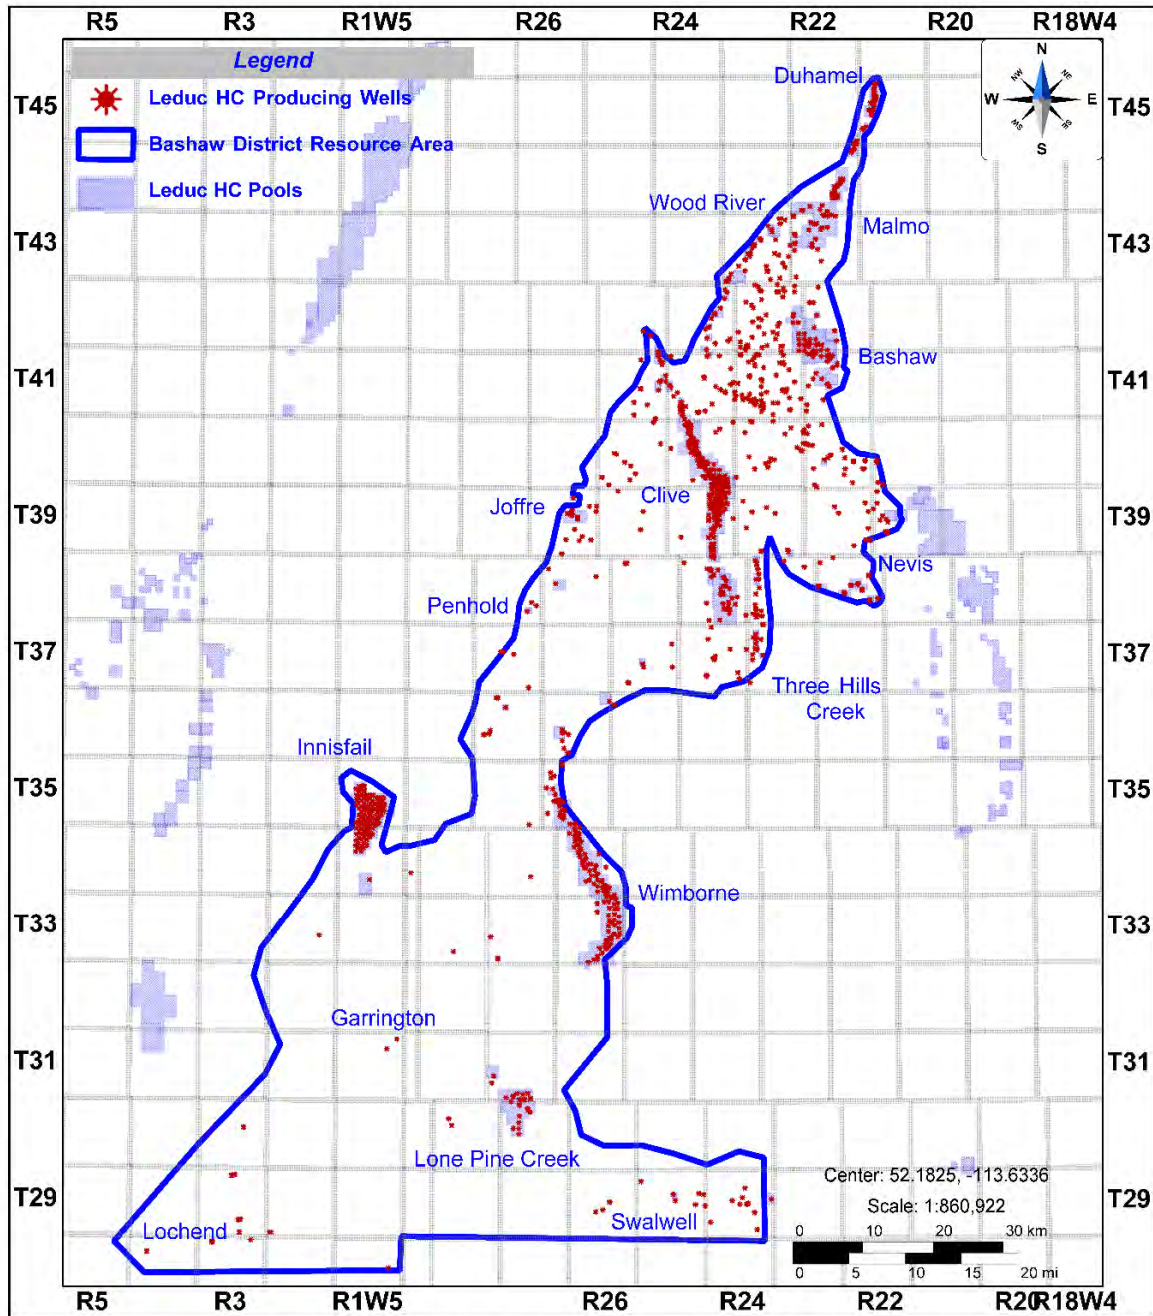 R5 R3 R1W5 R26 R24 R22 R20 R18W4
Legend
Leduc HC Producing Wells
Bashaw District Resource Area
Leduc HC Pools
N
NE
E
SE
S
SW
W
NW
Duhamel
T45 T45
Wood River
Malmo
T43 T43
Bashaw
T41 T41
Clive
Joffre
T39 T39
Nevis
Penhold
T37 T37
Three Hills
Creek
Innisfail
T35 T35
Wimborne
T33 T33
Garrington
T31 T31
Lone Pine Creek
Center: 52.1825, -113.6336
T29 T29
Scale: 1:860,922
Swalwell
Lochend
0 10 20 30 km
0 5 10 15 20 mi
R5 R3 R1W5 R26 R24 R22 R20 R18W4